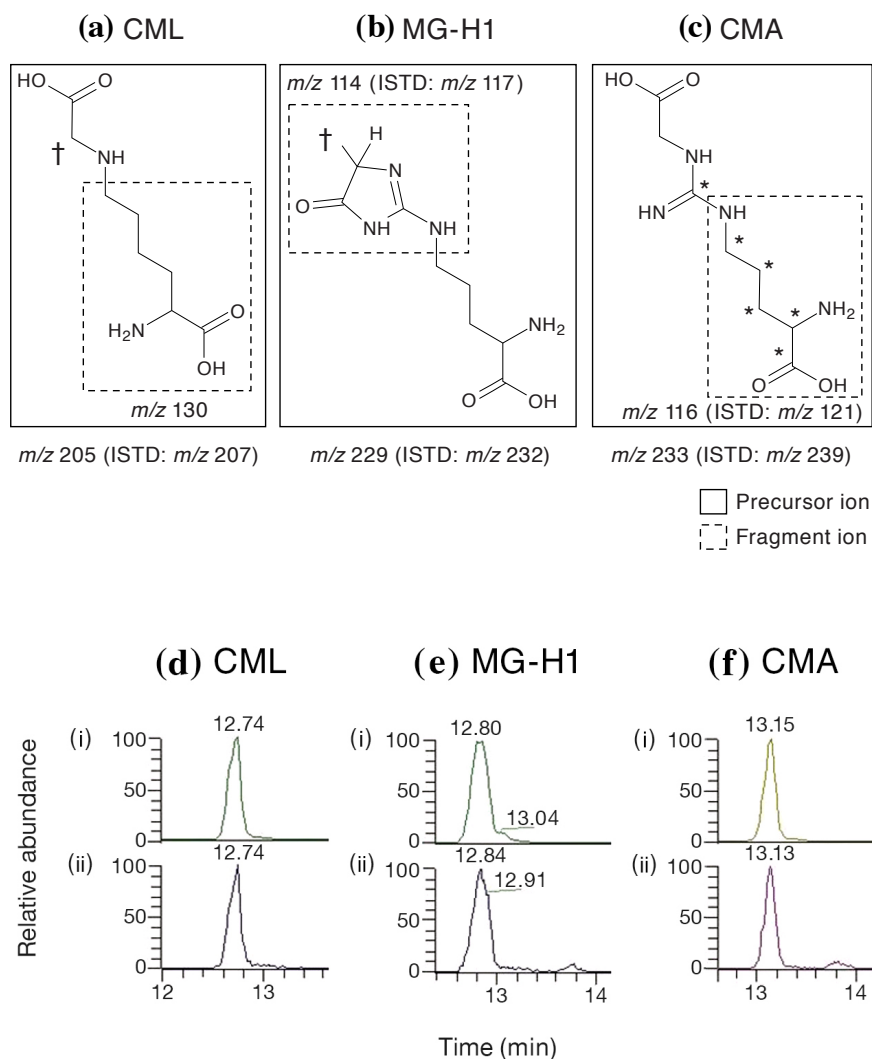 (a) CML
(b) MG-H1
(c) CMA
HO
O
†
NH
H2N
O
OH
m/z 130
m/z 205 (ISTD: m/z 207)
m/z 114 (ISTD: m/z 117)
† H
N
O
NH
NH
NH2
O
OH
m/z 229 (ISTD: m/z 232)
HO
O
NH
*
HN
NH
*
*
*
*
NH2
*
O
OH
m/z 116 (ISTD: m/z 121)
m/z 233 (ISTD: m/z 239)
Precursor ion
Fragment ion
(d) CML
(e) MG-H1
(f) CMA
Relative abundance
(i)
12.74
100
50
0
(ii)
12.74
100
50
0
12
13
(i)
12.80
100
50
0
13.04
(ii)
12.84
100
12.91
50
0
13
14
(i)
13.15
100
50
0
(ii)
13.13
100
50
0
13
14
Time (min)